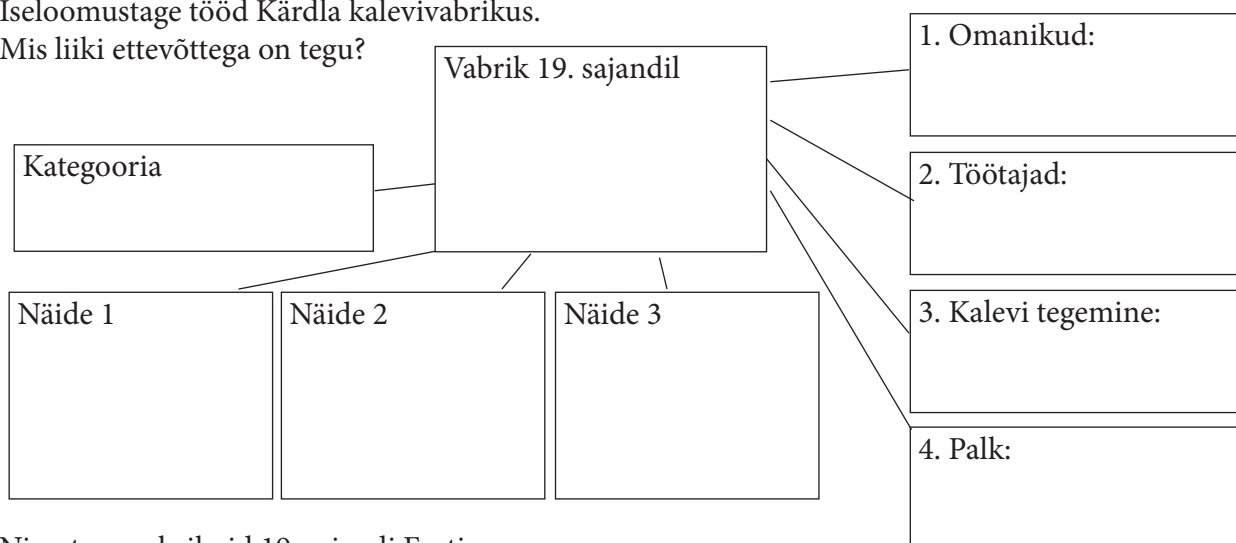 Iseloomustage tööd Kärdla kalevivabrikus.
Mis liiki ettevõttega on tegu?
Vabrik 19. sajandil
Kategooria
Näide 1
Näide 2
Näide 3
1. Omanikud:
2. Töötajad:
3. Kalevi tegemine:
4. Palk: